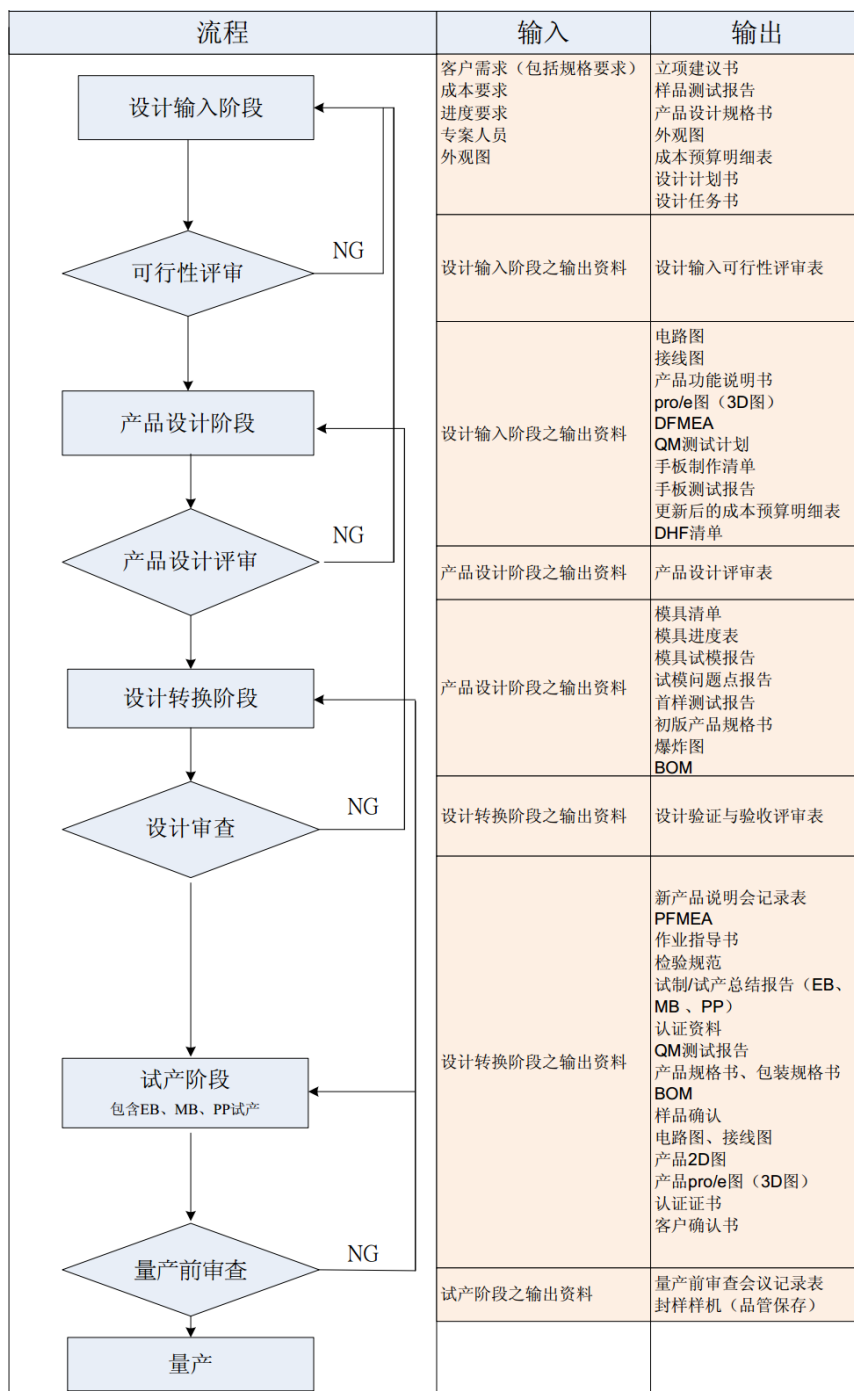 流程
输入
输出
设计输入阶段
客户需求（包括规格要求）
成本要求
进度要求
专案人员
外观图
立项建议书
样品测试报告
产品设计规格书
外观图
成本预算明细表
设计计划书
设计任务书
可行性评审
NG
设计输入阶段之输出资料
设计输入可行性评审表
产品设计阶段
设计输入阶段之输出资料
电路图
接线图
产品功能说明书
pro/e图（3D图）
DFMEA
QM测试计划
手板制作清单
手板测试报告
更新后的成本预算明细表
DHF清单
产品设计评审
NG
产品设计阶段之输出资料
产品设计评审表
设计转换阶段
产品设计阶段之输出资料
模具清单
模具进度表
模具试模报告
试模问题点报告
首样测试报告
初版产品规格书
爆炸图
BOM
设计审查
NG
设计转换阶段之输出资料
设计验证与验收评审表
试产阶段
包含EB、MB、PP试产
设计转换阶段之输出资料
新产品说明会记录表
PFMEA
作业指导书
检验规范
试制/试产总结报告（EB、
MB 、PP）
认证资料
QM测试报告
产品规格书、包装规格书
BOM
样品确认
电路图、接线图
产品2D图
产品pro/e图（3D图）
认证证书
客户确认书
量产前审查
NG
试产阶段之输出资料
量产前审查会议记录表
封样样机（品管保存）
量产